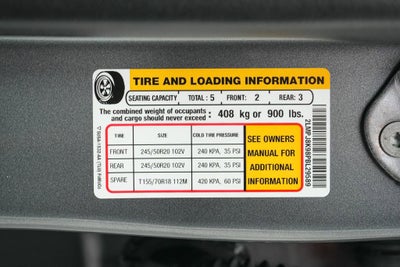 TIRE AND LOADING INFORMATION
SEATING CAPACITY TOTAL : 5 FRONT: 2 REAR: 3
The combined weight of occupants
and cargo should never exceed : 408 kg or 900 lbs.
TIRE SIZE COLD TIRE PRESSURE
FRONT 245/50R20 102V 240 KPA, 35 PSI
REAR 245/50R20 102V 240 KPA, 35 PSI
SPARE T155/70R18 112M 420 KPA, 60 PSI
SEE OWNERS
MANUAL FOR
ADDITIONAL
INFORMATION